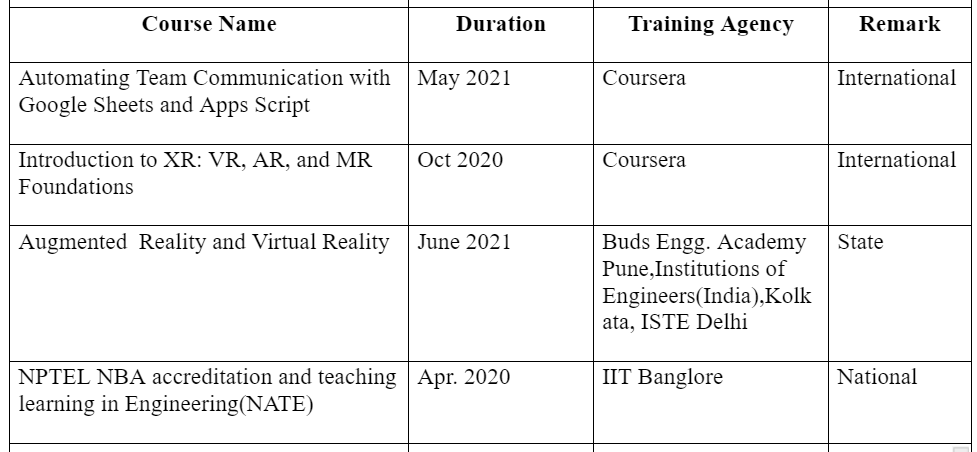 Course Name Duration Training Agency Remark
Automating Team Communication with May 2021 Coursera International
Google Sheets and Apps Script
Introduction to XR: VR, AR, and MR Oct 2020 Coursera International
Foundations
Augmented  Reality and Virtual Reality June 2021 Buds Engg. Academy State
Pune,Institutions of
Engineers(India),Kolk
ata, ISTE Delhi
NPTEL NBA accreditation and teaching Apr. 2020 IIT Banglore National
learning in Engineering(NATE)